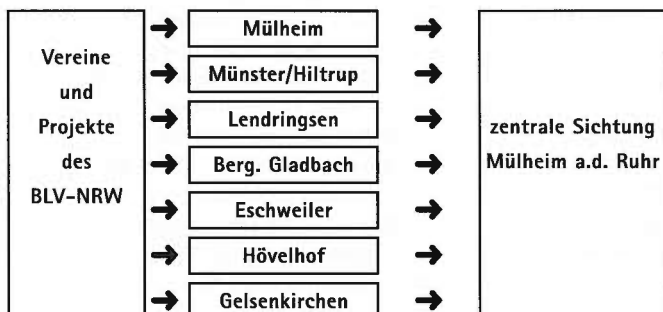 Vereine
und
Projekte
des
BLV-NRW
Mülheim
Münster/Hiltrup
Lendringsen
Berg. Gladbach
Eschweiler
Hövelhof
Gelsenkirchen
zentrale Sichtung
Mülheim a.d. Ruhr